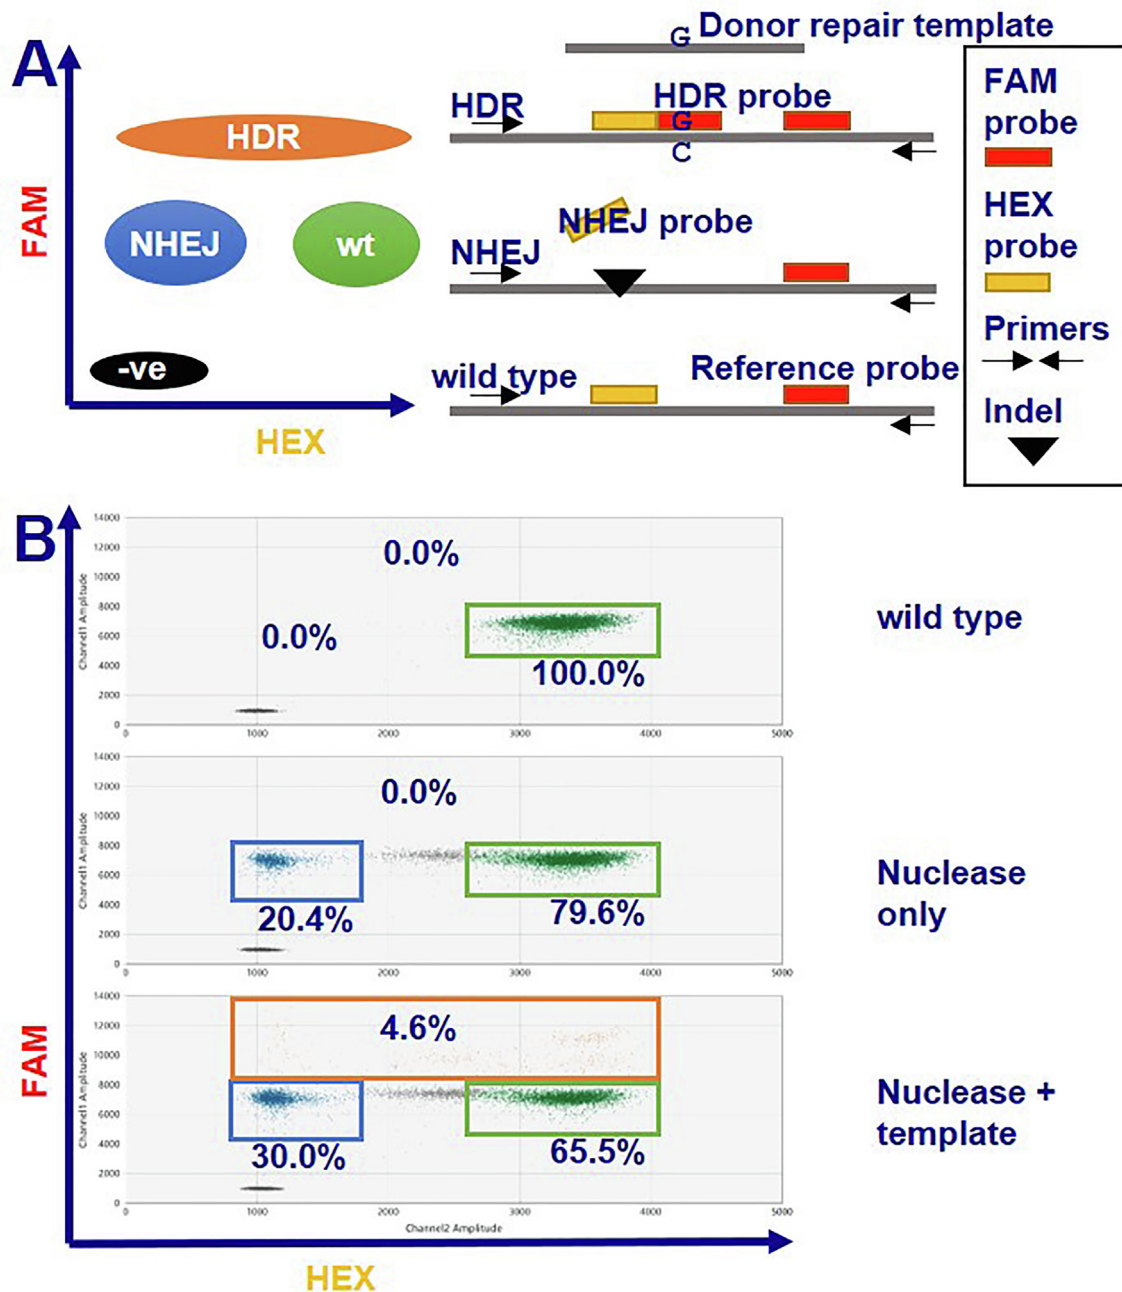 A
FAM
HDR
NHEJ
wt
-ve
HEX
G Donor repair template
HDR
HDR probe
G
C
NHEJ probe
NHEJ
wild type
Reference probe
FAM
probe
HEX
probe
Primers
Indel
B
14000
12000
10000
8000
6000
4000
2000
0
Channel1 Amplitude
0.0%
0.0%
100.0%
0
1000
2000
3000
4000
5000
wild type
14000
12000
10000
8000
6000
4000
2000
0
Channel1 Amplitude
0.0%
20.4%
79.6%
0
1000
2000
3000
4000
5000
Nuclease
only
FAM
14000
12000
10000
8000
6000
4000
2000
0
Channel1 Amplitude
4.6%
30.0%
65.5%
0
1000
2000
3000
4000
5000
Channel2 Amplitude
Nuclease +
template
HEX